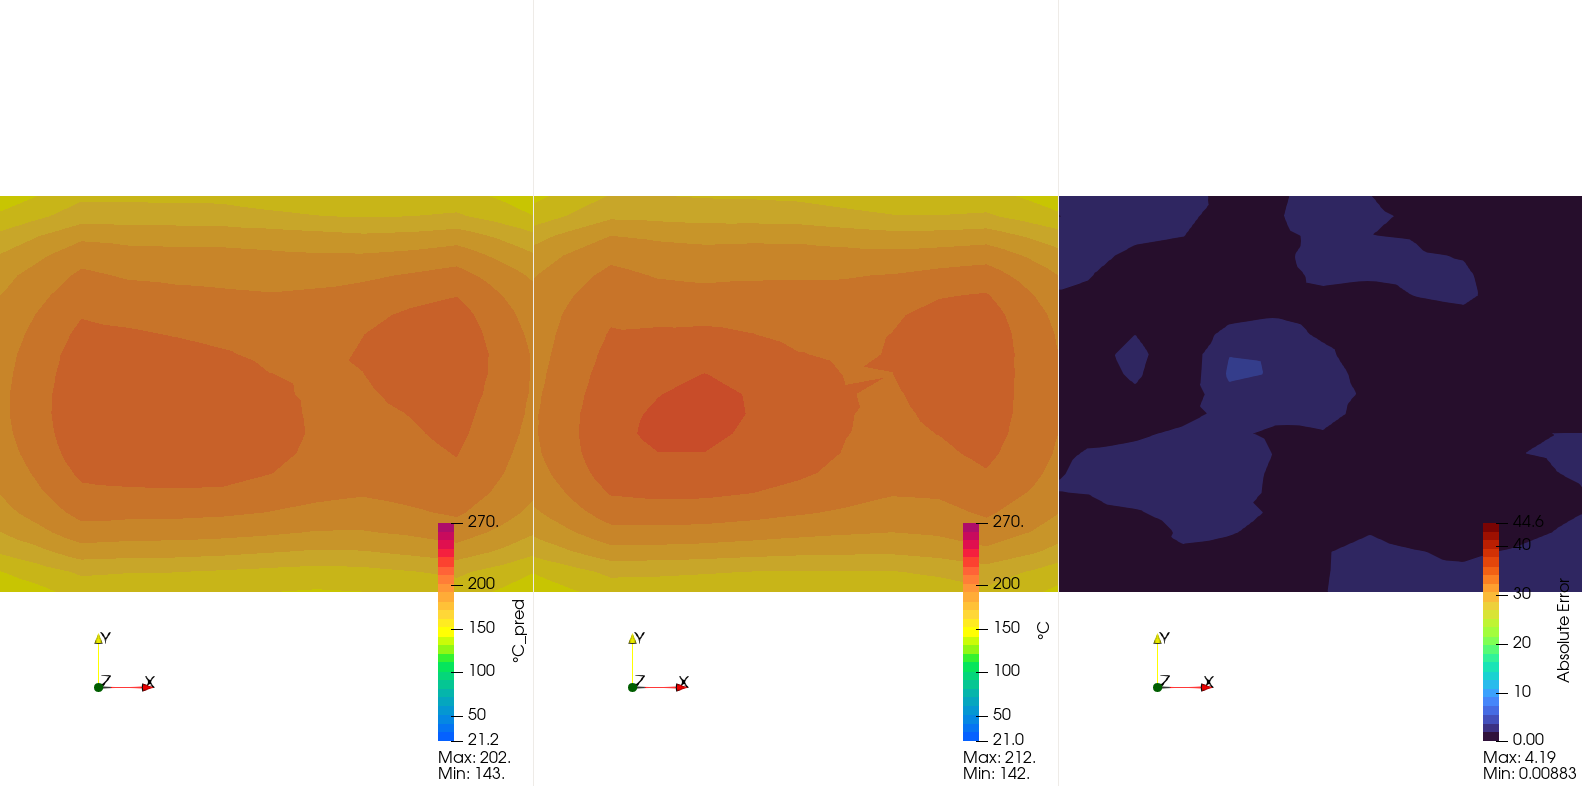 270.
200
150
100
50
21.2
°C_pred
Max: 202.
Min: 143.
Y
Z
X
270.
200
150
100
50
21.0
°C
Max: 212.
Min: 142.
Y
Z
X
44.6
40
30
20
10
0.00
Absolute Error
Max: 4.19
Min: 0.00883
Y
Z
X